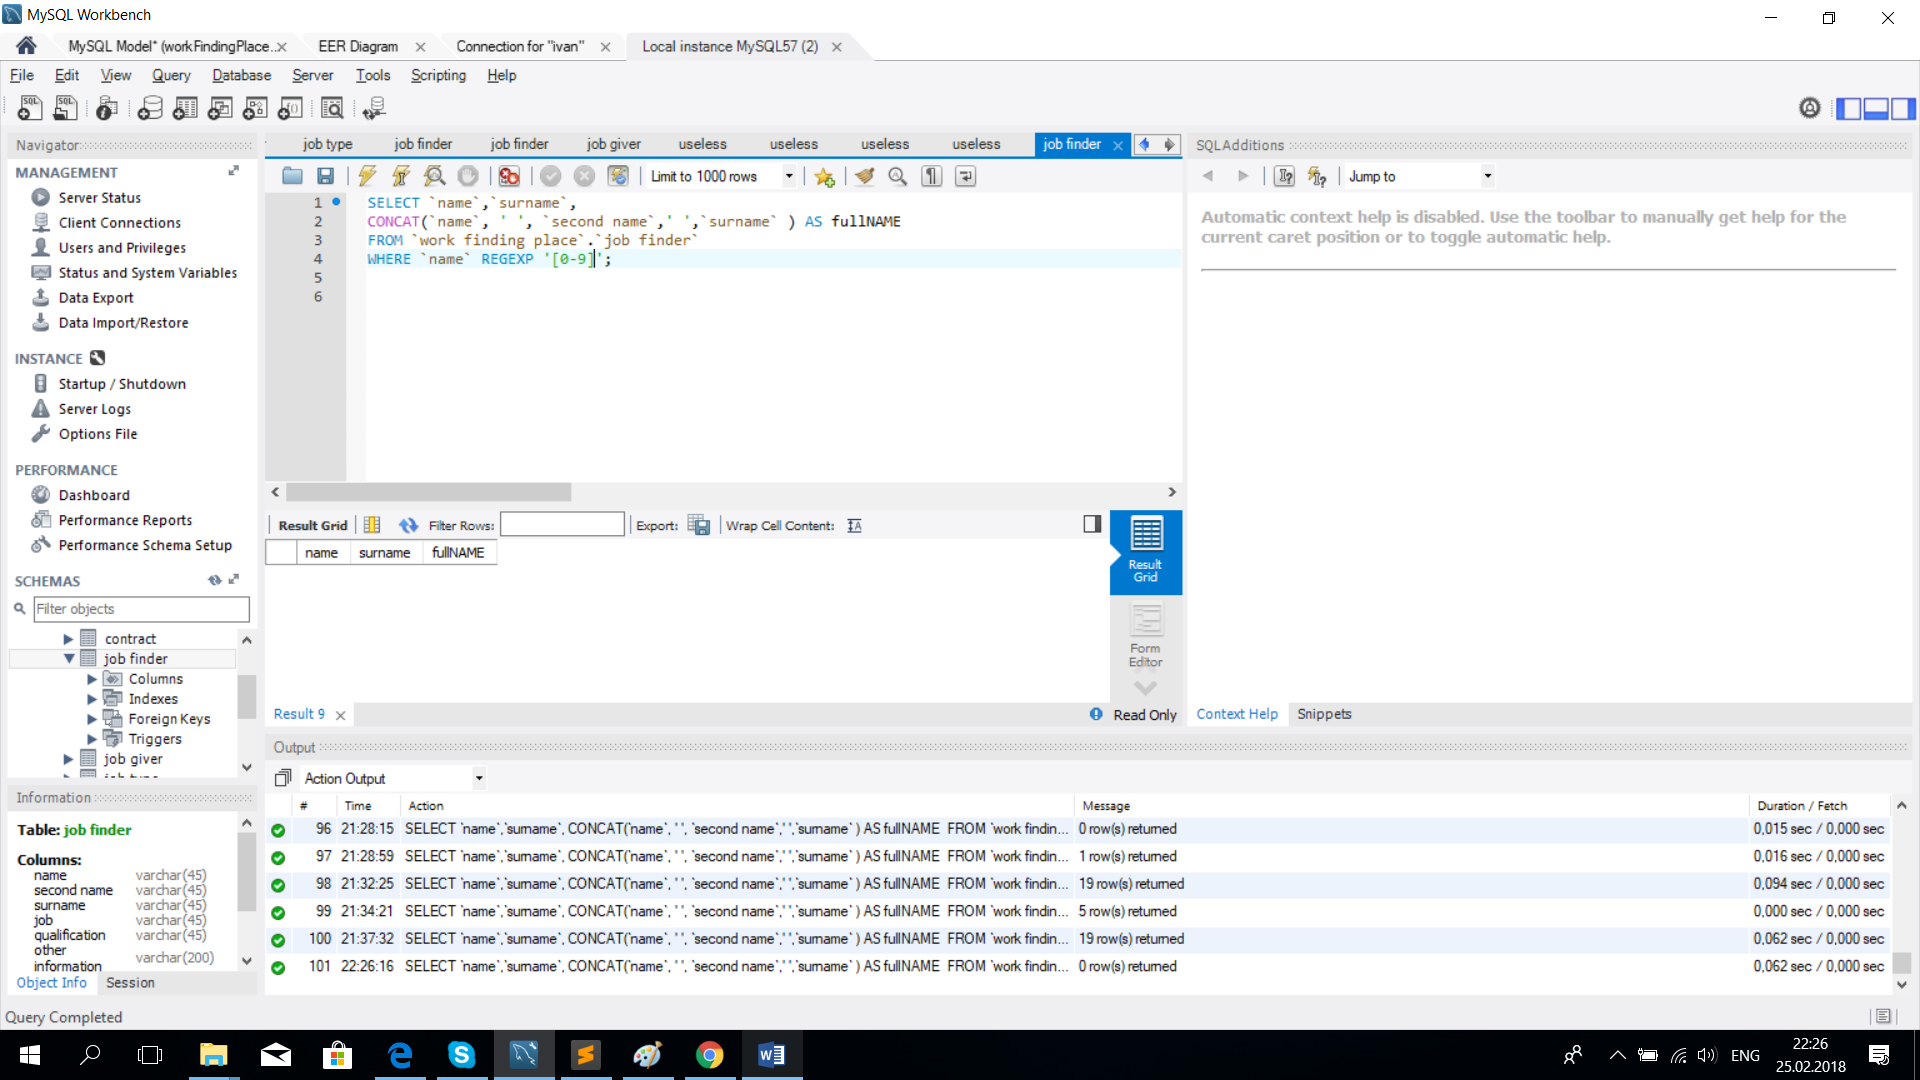 MySQL Workbench
MySQL Model* (workFindingPlace..
EER Diagram
Connection for "ivan"
Local instance MySQL57 (2)
File Edit View Query Database Server Tools Scripting Help
Navigator
MANAGEMENT
Server Status
Client Connections
Users and Privileges
Status and System Variables
Data Export
Data Import/Restore
INSTANCE
Startup / Shutdown
Server Logs
Options File
PERFORMANCE
Dashboard
Performance Reports
Performance Schema Setup
SCHEMAS
Filter objects
contract
job finder
Columns
Indexes
Foreign Keys
Triggers
job giver
Information
Table: job finder
Columns:
name varchar(45)
second name varchar(45)
surname varchar(45)
job varchar(45)
qualification varchar(45)
other information varchar(200)
Object Info Session
job type job finder job finder job giver useless useless useless useless job finder
Limit to 1000 rows
1 SELECT `name`,`surname`,
2 CONCAT(`name`, ' ', `second name`,' ',`surname` ) AS fullNAME
3 FROM `work finding place`.`job finder`
4 WHERE `name` REGEXP '[0-9]';
5
6
Result Grid Filter Rows: Export: Wrap Cell Content:
name surname fullNAME
Result Grid
Form Editor
Result 9
Read Only
SQLAdditions
Jump to
Automatic context help is disabled. Use the toolbar to manually get help for the
current caret position or to toggle automatic help.
Context Help Snippets
Output
Action Output
# Time Action Message Duration / Fetch
96 21:28:15 SELECT `name`,`surname`, CONCAT(`name`, ' ', `second name`,' ',`surname` ) AS fullNAME FROM `work findin... 0 row(s) returned 0,015 sec / 0,000 sec
97 21:28:59 SELECT `name`,`surname`, CONCAT(`name`, ' ', `second name`,' ',`surname` ) AS fullNAME FROM `work findin... 1 row(s) returned 0,016 sec / 0,000 sec
98 21:32:25 SELECT `name`,`surname`, CONCAT(`name`, ' ', `second name`,' ',`surname` ) AS fullNAME FROM `work findin... 19 row(s) returned 0,094 sec / 0,000 sec
99 21:34:21 SELECT `name`,`surname`, CONCAT(`name`, ' ', `second name`,' ',`surname` ) AS fullNAME FROM `work findin... 5 row(s) returned 0,000 sec / 0,000 sec
100 21:37:32 SELECT `name`,`surname`, CONCAT(`name`, ' ', `second name`,' ',`surname` ) AS fullNAME FROM `work findin... 19 row(s) returned 0,062 sec / 0,000 sec
101 22:26:16 SELECT `name`,`surname`, CONCAT(`name`, ' ', `second name`,' ',`surname` ) AS fullNAME FROM `work findin... 0 row(s) returned 0,062 sec / 0,000 sec
Query Completed
ENG
22:26
25.02.2018